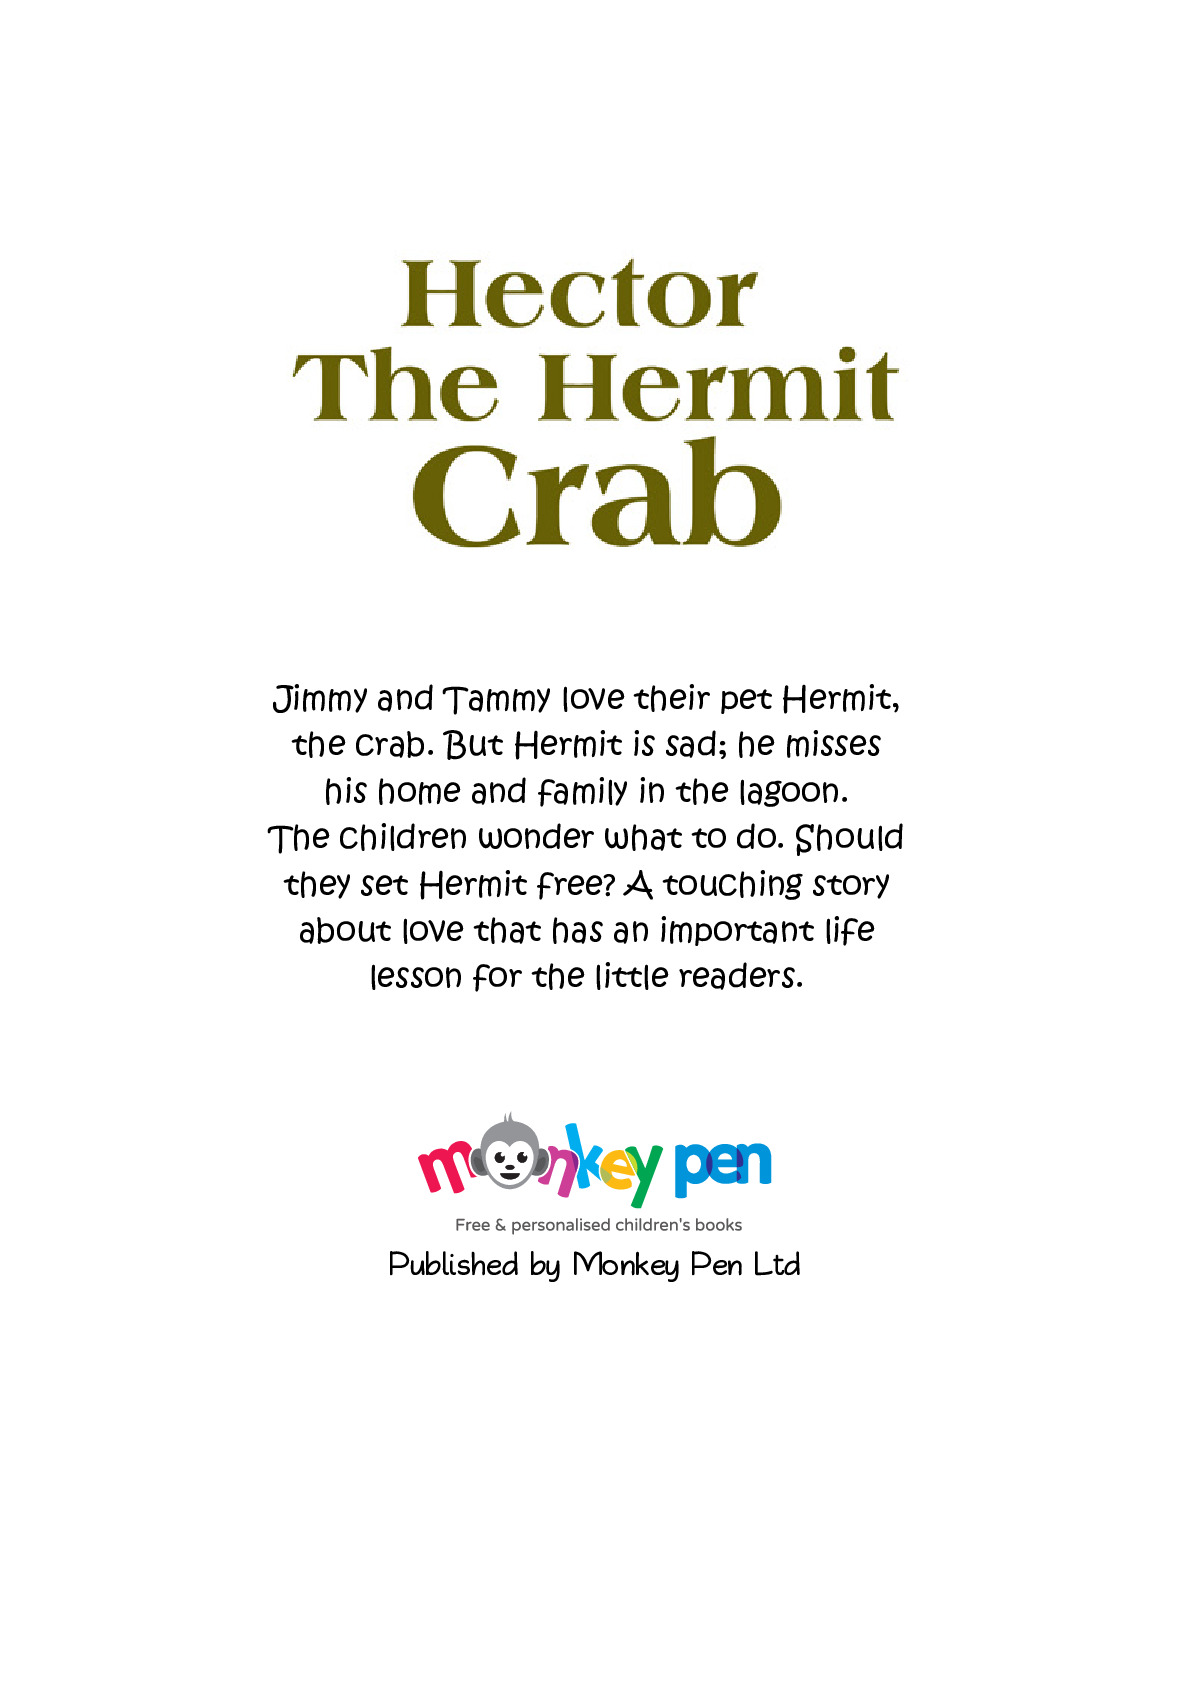 Hector
The Hermit
Crab
Jimmy and Tammy love their pet Hermit,
the crab. But Hermit is sad; he misses
his home and family in the lagoon.
The children wonder what to do. Should
they set Hermit free? A touching story
about love that has an important life
lesson for the little readers.
monkey pen
Free & personalised children's books
Published by Monkey Pen Ltd